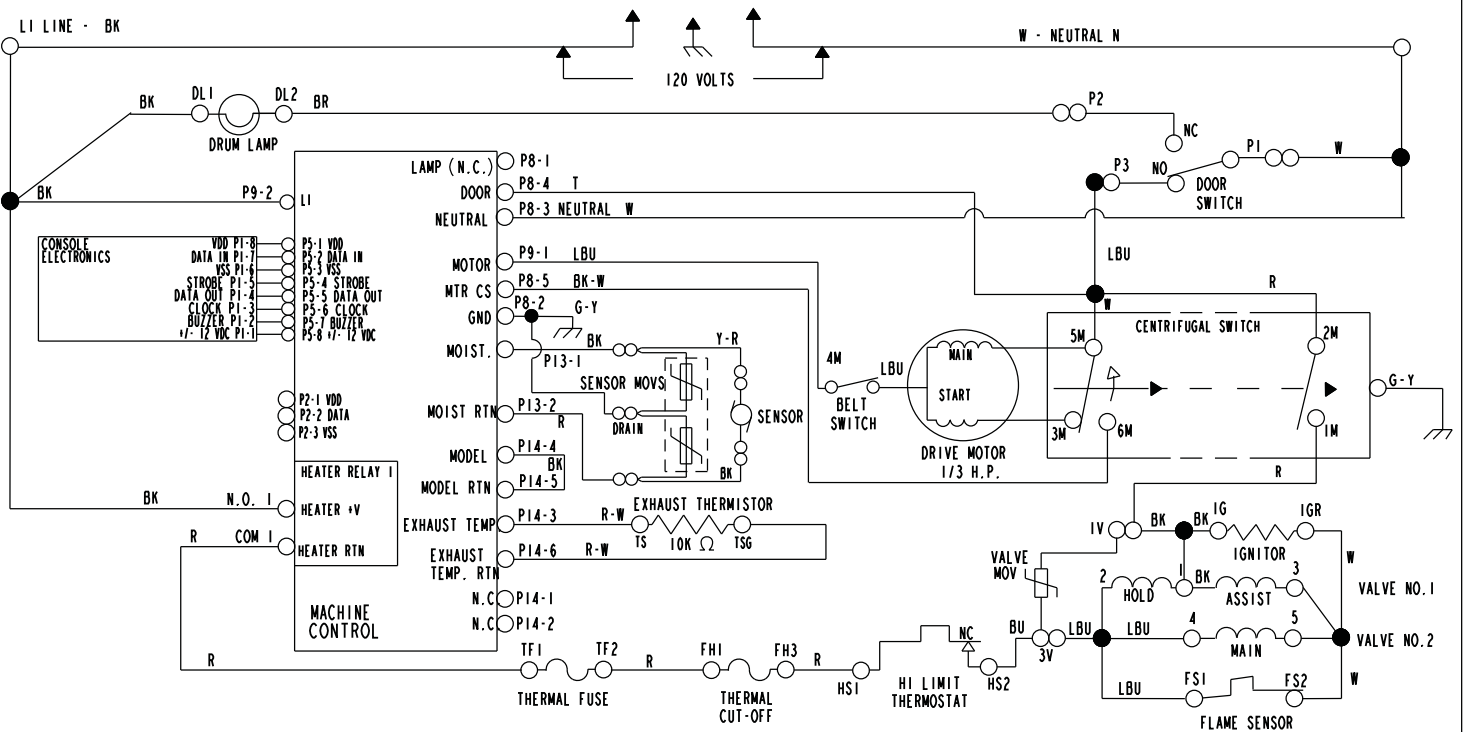 L1 LINE - BK
W - NEUTRAL N
120 VOLTS
BK
DL1
DL2
BR
DRUM LAMP
P2
NC
P1
W
P3
NO
DOOR
SWITCH
BK
P9-2
L1
LAMP (N.C.)
P8-1
DOOR
P8-4
T
NEUTRAL
P8-3 NEUTRAL W
CONSOLE
ELECTRONICS
VDD P1-8
P5-1 VDD
DATA IN P1-7
P5-2 DATA IN
VSS P1-6
P5-3 VSS
STROBE P1-5
P5-4 STROBE
DATA OUT P1-4
P5-5 DATA OUT
CLOCK P1-3
P5-6 CLOCK
BUZZER P1-2
P5-7 BUZZER
+/- 12 VDC P1-1
P5-8 +/- 12 VDC
MOTOR
P9-1
LBU
MTR CS
P8-5
BK-W
GND
P8-2
G-Y
LBU
R
W
CENTRIFUGAL SWITCH
5M
2M
MOIST.
P13-1
BK
Y-R
SENSOR MOVS
MAIN
START
4M
LBU
BELT
SWITCH
G-Y
3M
6M
1M
DRIVE MOTOR
1/3 H.P.
P2-1 VDD
P2-2 DATA
P2-3 VSS
MOIST RTN
P13-2
R
DRAIN
SENSOR
MODEL
P14-4
BK
MODEL RTN
P14-5
BK
R
HEATER RELAY 1
BK
N.O. 1
HEATER +V
R
COM 1
HEATER RTN
EXHAUST TEMP
P14-3
R-W
EXHAUST THERMISTOR
TS
10K Ω
TSG
EXHAUST
TEMP. RTN
P14-6
R-W
N.C
P14-1
N.C
P14-2
MACHINE
CONTROL
1V
BK
BK
1G
1GR
IGNITOR
W
VALVE
MOV
2
HOLD
1
BK
ASSIST
3
VALVE NO.1
BU
3V
LBU
LBU
4
MAIN
5
VALVE NO.2
R
TF1
TF2
THERMAL FUSE
R
FH1
FH3
THERMAL
CUT-OFF
R
HS1
NC
HS2
HI LIMIT
THERMOSTAT
LBU
FS1
FS2
FLAME SENSOR
W